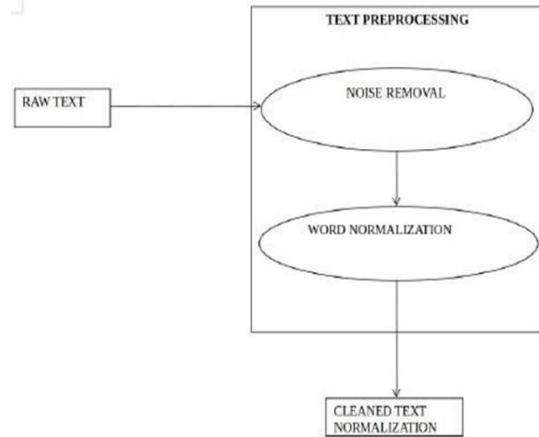 TEXT PREPROCESSING
RAW TEXT
NOISE REMOVAL
WORD NORMALIZATION
CLEANED TEXT
NORMALIZATION